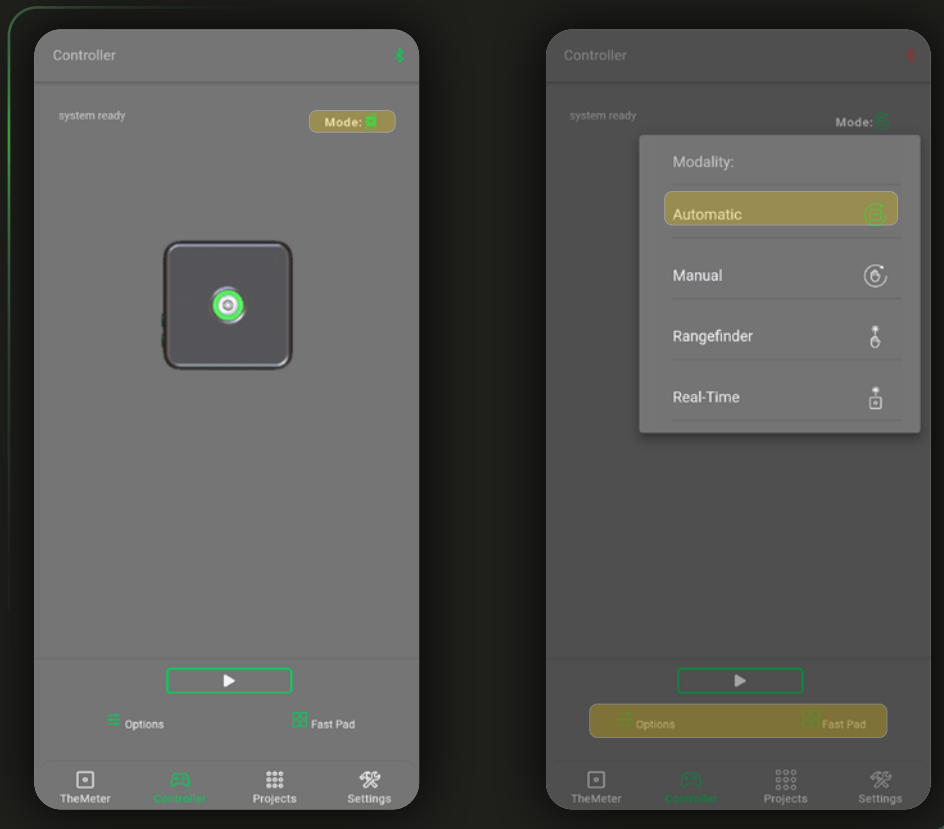 Controller
system ready
Mode:
Options
Fast Pad
TheMeter
Controller
Projects
Settings
Controller
system ready
Mode:
Modality:
Automatic
Manual
Rangefinder
Real-Time
Options
Fast Pad
TheMeter
Controller
Projects
Settings